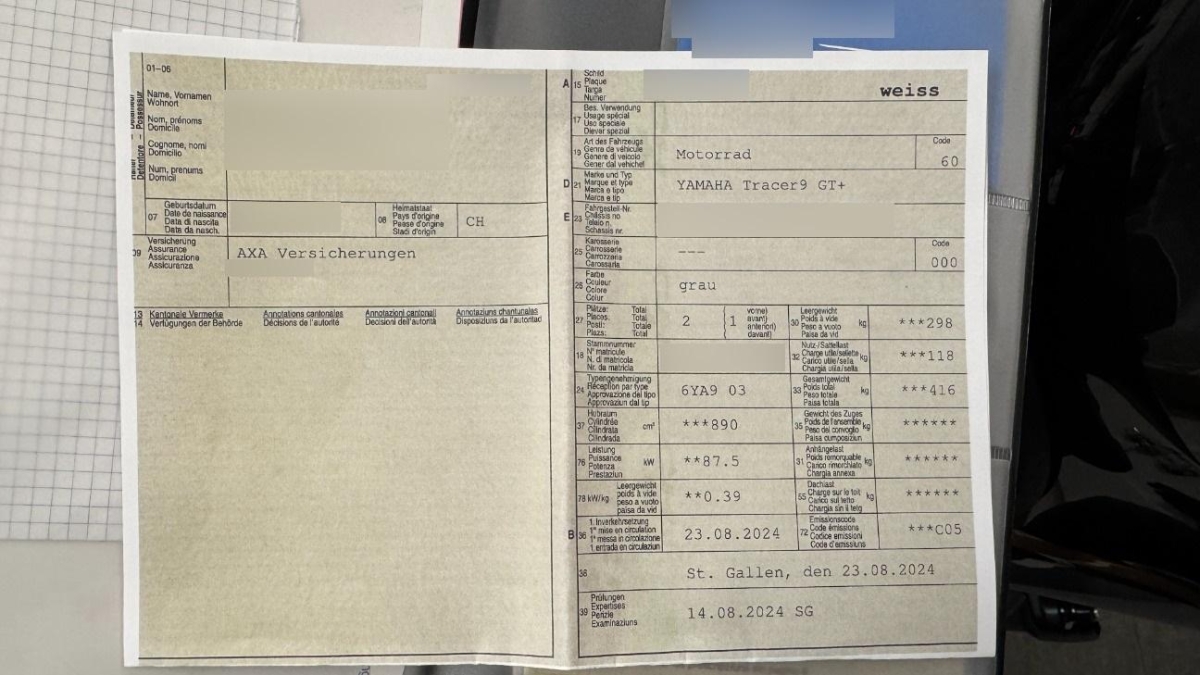 01-06
Name, Vornamen
Wohnort
Nom, prénoms
Domicile
Cognome, nomi
Domicilio
Num, prenums
Domicil
07
Geburtsdatum
Date de naissance
Data di nascita
Data da nasch.
08
Heimatstaat
Pays d'origine
Paese d'origine
Stadi d'origin
CH
09
Versicherung
Assurance
Assicurazione
Assicuranza
AXA Versicherungen
13 Kantonale Vermerke Annotations cantonales Annotazioni cantonali Annotaziuns chantunalas
14 Verfügungen der Behörde Décisions de l'autorité Decisioni dell'autorità Disposiziuns da l'autoritad
A 15
Schild
Plaque
Targa
Numer
weiss
17
Bes. Verwendung
Usage spécial
Uso speciale
Diever spezial
19
Art des Fahrzeugs
Genre de véhicule
Genere di veicolo
Gener dal vehichel
Motorrad
Code
60
D 21
Marke und Typ
Marque et type
Marca e tipo
Marca e tip
YAMAHA Tracer9 GT+
E 23
Fahrgestell-Nr.
Châssis no
Telaio n.
Schassis nr.
25
Karosserie
Carrosserie
Carrozzeria
Carossaria
---
Code
000
26
Farbe
Couleur
Colore
Colur
grau
27
Plätze: Total
Places: Total
Posti: Totale
Plazs: Total
2
1
vorne)
avant)
anteriori)
davant)
30
Leergewicht
Poids à vide
Peso a vuoto
Paisa da vid
kg
***298
18
Stammnummer
N° matricule
N. di matricola
Nr. da matricla
32
Nutz-/Sattellast
Charge utile/sellette
Carico utile/sella
Chargia utila/sella
kg
***118
24
Typengenehmigung
Réception par type
Approvazione del tipo
Approvaziun dal tip
6YA9 03
33
Gesamtgewicht
Poids total
Peso totale
Paisa totala
kg
***416
37
Hubraum
Cylindrée
Cilindrata
Cilindrada
cm³
***890
35
Gewicht des Zuges
Poids de l'ensemble
Peso del convoglio
Paisa cumposiziun
kg
******
76
Leistung
Puissance
Potenza
Prestaziun
kW
**87.5
31
Anhängelast
Poids remorquable
Carico rimorchiato
Chargia annexa
kg
******
78 kW/kg
Leergewicht
poids à vide
peso a vuoto
paisa da vid
**0.39
55
Dachlast
Charge sur le toit
Carico sul tetto
Chargia sin il tetg
kg
******
B 36
1. Inverkehrsetzung
1re mise en circulation
1a messa in circolazione
1. entrada en circulaziun
23.08.2024
72
Emissionscode
Code émissions
Codice emissioni
Code d'emissiuns
***C05
38
St. Gallen, den 23.08.2024
39
Prüfungen
Expertises
Perizie
Examinaziuns
14.08.2024 SG